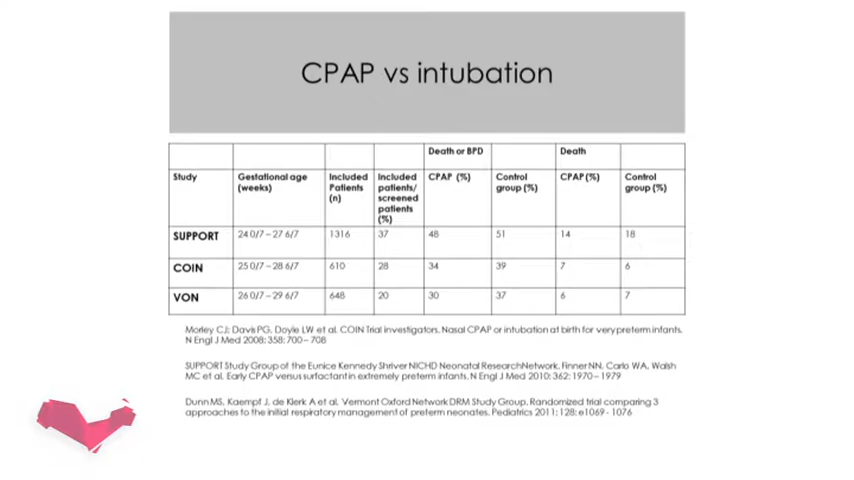 CPAP vs intubation
Death or BPD Death
Study Gestational age (weeks) Included Patients (n) Included patients/ screened patients (%) CPAP (%) Control group (%) CPAP (%) Control group (%)
SUPPORT 24 0/7 – 27 6/7 1316 37 48 51 14 18
COIN 25 0/7 – 28 6/7 610 28 34 39 7 6
VON 26 0/7 – 29 6/7 648 20 30 37 6 7
Morley CJ; Davis PG, Doyle LW et al. COIN Trial investigators. Nasal CPAP or intubation at birth for very preterm infants.
N Engl J Med 2008; 358: 700 – 708
SUPPORT Study Group of the Eunice Kennedy Shriver NICHD Neonatal ResearchNetwork, Finner NN, Carlo WA, Walsh
MC et al. Early CPAP versus surfactant in extremely preterm infants. N Engl J Med 2010; 362: 1970 – 1979
Dunn MS, Kaempf J, de Klerk A et al. Vermont Oxford Network DRM Study Group. Randomized trial comparing 3
approaches to the initial respiratory management of preterm neonates. Pediatrics 2011; 128: e1069 - 1076